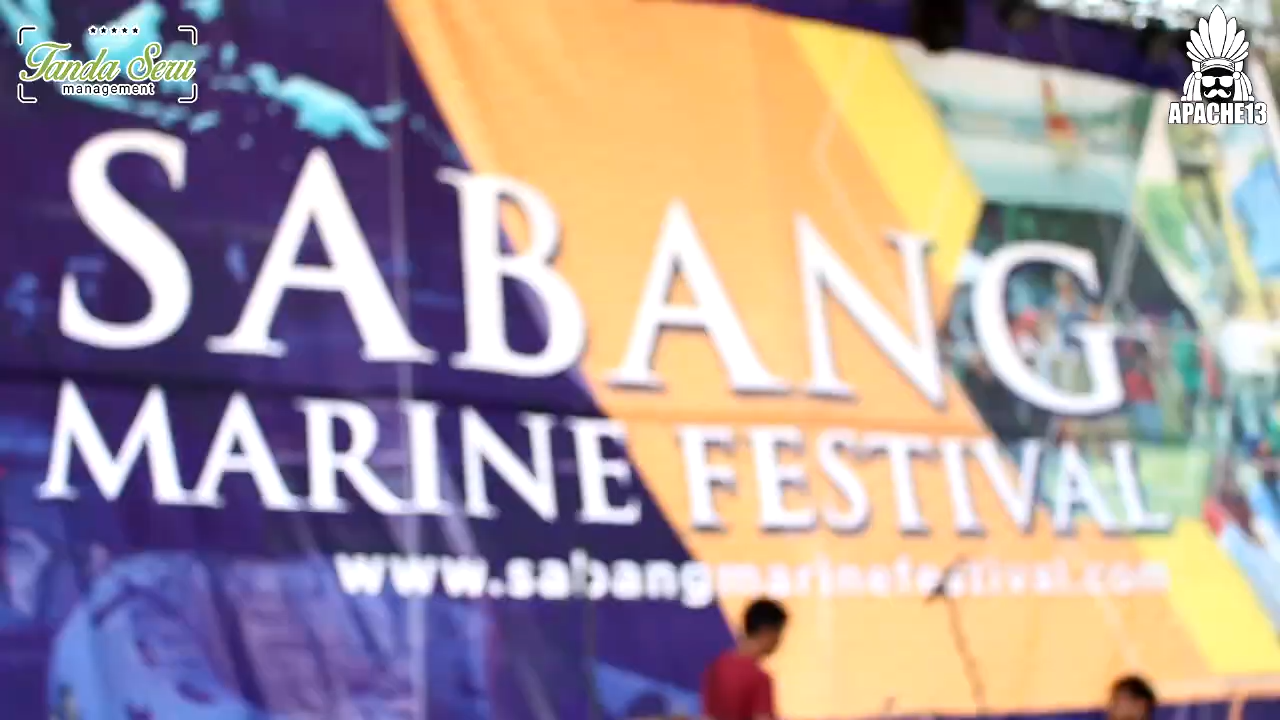 Tanda Seru
management
APACHE13
SABANG
MARINE FESTIVAL
www.sabangmarinefestival.com